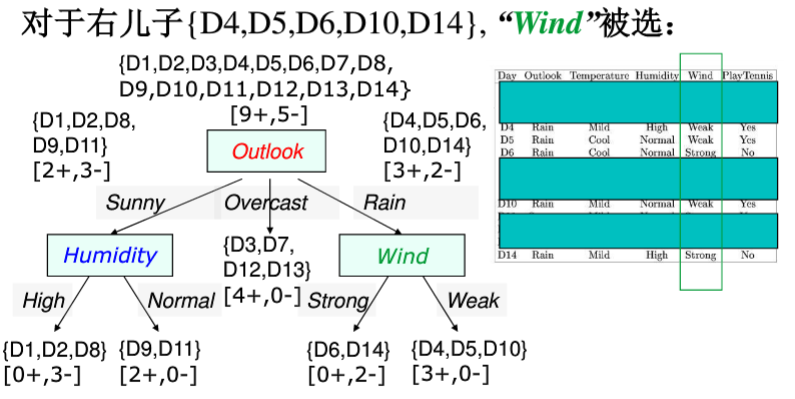 对于右儿子{D4,D5,D6,D10,D14}, “Wind”被选：
{D1,D2,D3,D4,D5,D6,D7,D8,
D9,D10,D11,D12,D13,D14}
[9+,5-]
{D1,D2,D8,
D9,D11}
[2+,3-]
Outlook
{D4,D5,D6,
D10,D14}
[3+,2-]
Sunny
Overcast
Rain
Humidity
{D3,D7,
D12,D13}
[4+,0-]
Wind
High
Normal
Strong
Weak
{D1,D2,D8}
[0+,3-]
{D9,D11}
[2+,0-]
{D6,D14}
[0+,2-]
{D4,D5,D10}
[3+,0-]
Day Outlook Temperature Humidity Wind PlayTennis
D4 Rain Mild High Weak Yes
D5 Rain Cool Normal Weak Yes
D6 Rain Cool Normal Strong No
D10 Rain Mild Normal Weak Yes
D14 Rain Mild High Strong No